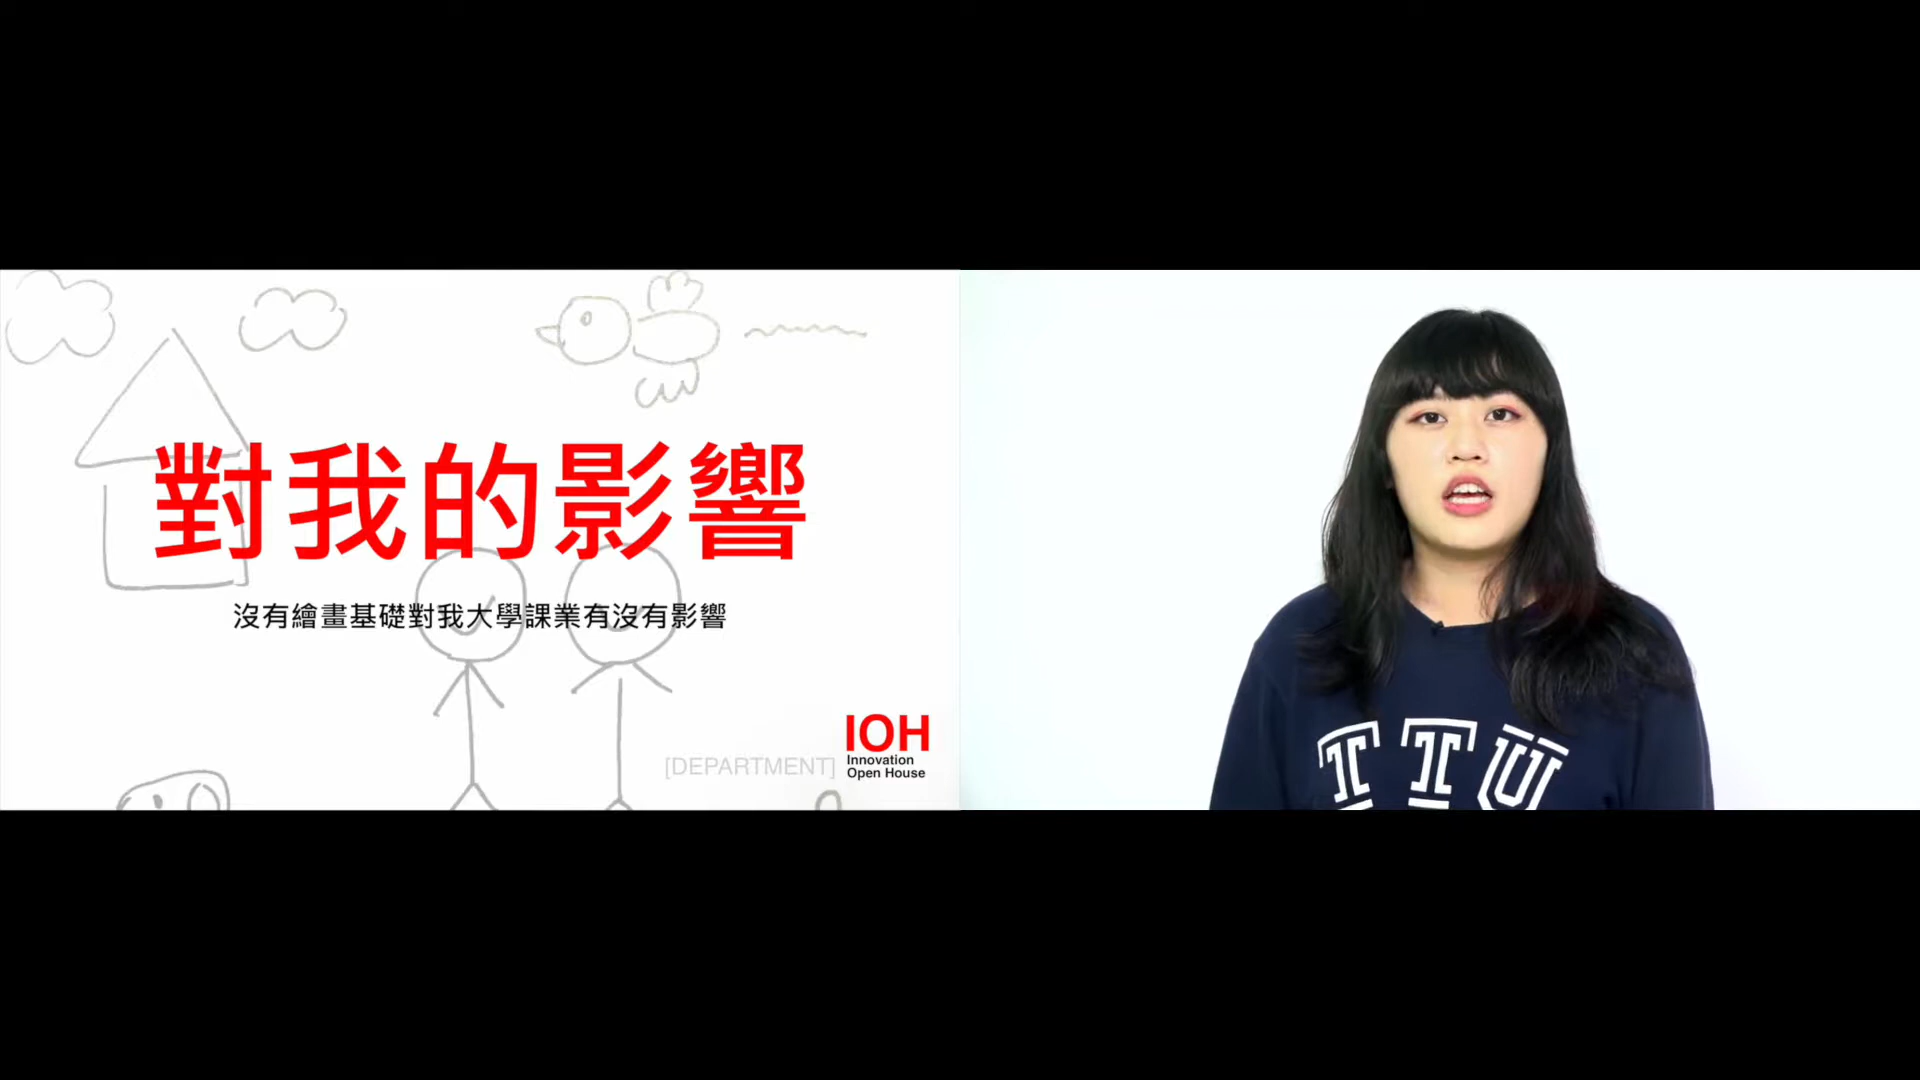 對我的影響
沒有繪畫基礎對我大學課業有沒有影響
[DEPARTMENT]
IOH
Innovation
Open House
TTU